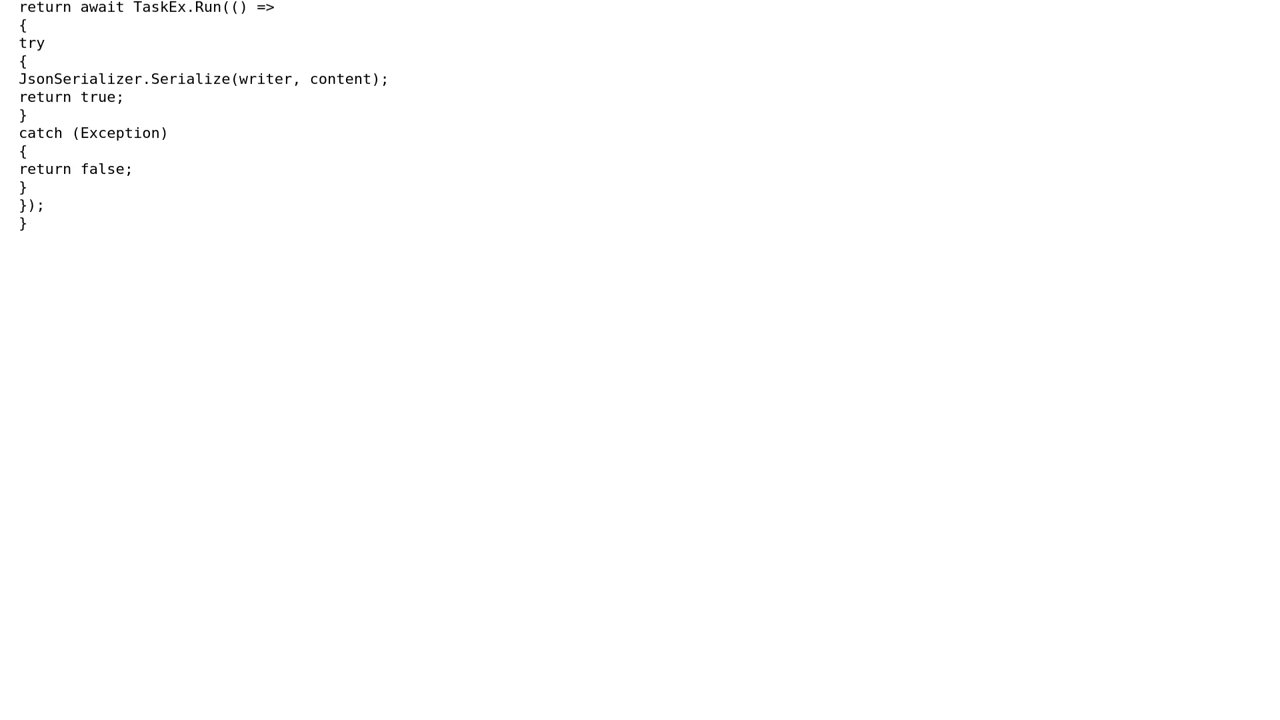 return await TaskEx.Run(() =>
{
try
{
JsonSerializer.Serialize(writer, content);
return true;
}
catch (Exception)
{
return false;
}
});
}